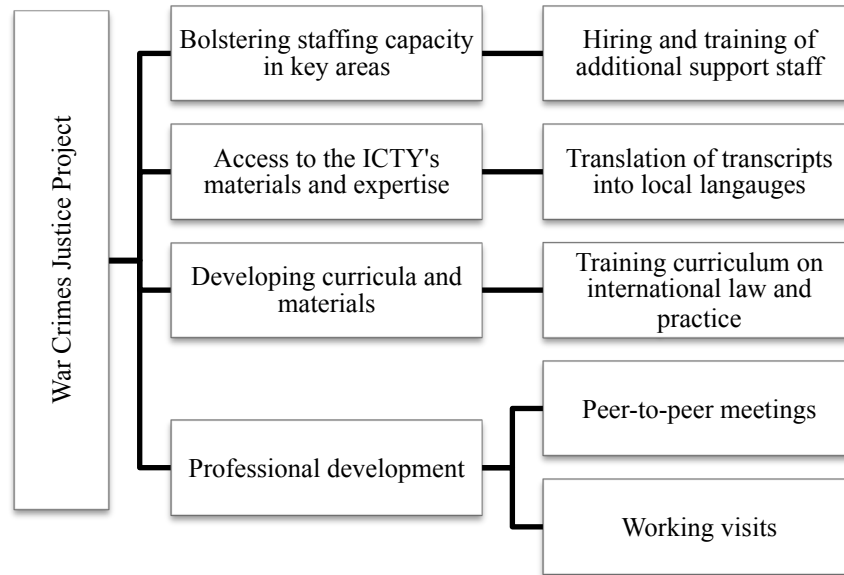 War Crimes Justice Project
Bolstering staffing capacity
in key areas
Hiring and training of
additional support staff
Access to the ICTY's
materials and expertise
Translation of transcripts
into local langauges
Developing curricula and
materials
Training curriculum on
international law and
practice
Professional development
Peer-to-peer meetings
Working visits